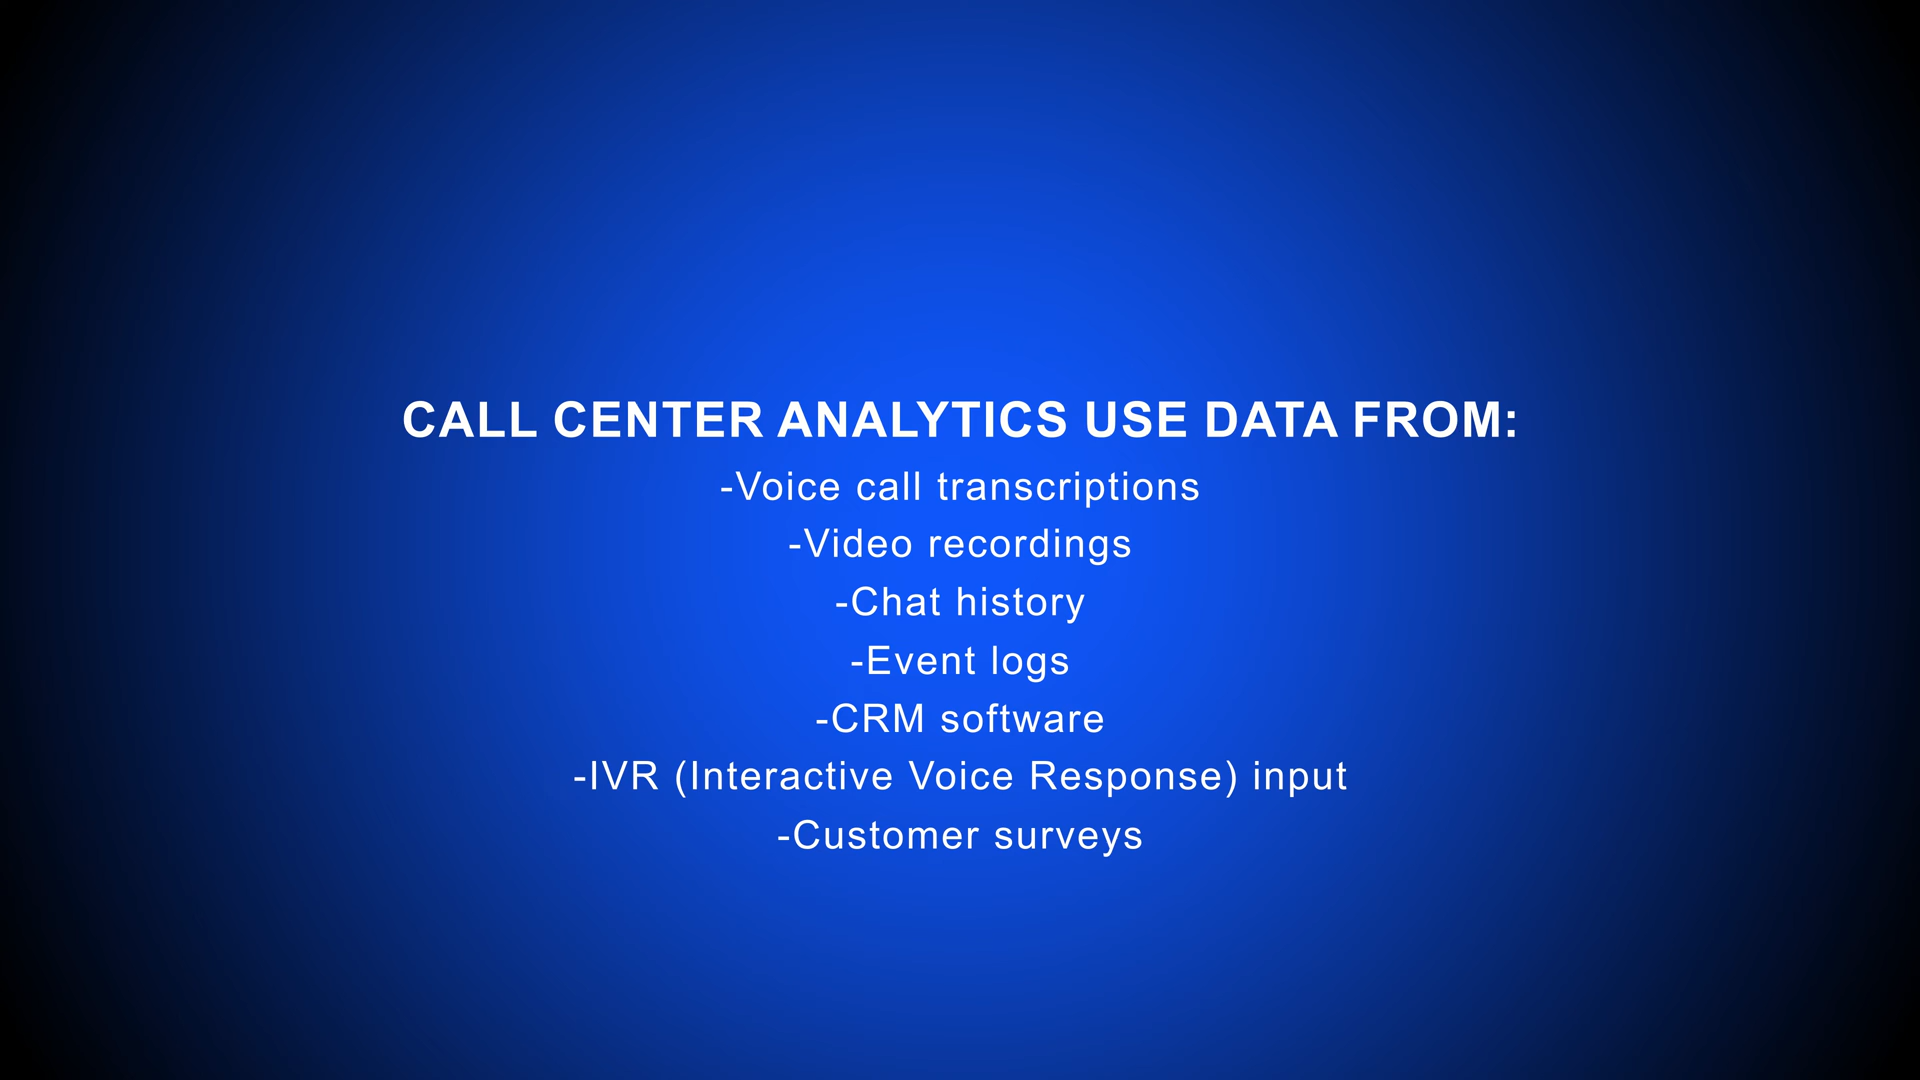 CALL CENTER ANALYTICS USE DATA FROM:
-Voice call transcriptions
-Video recordings
-Chat history
-Event logs
-CRM software
-IVR (Interactive Voice Response) input
-Customer surveys